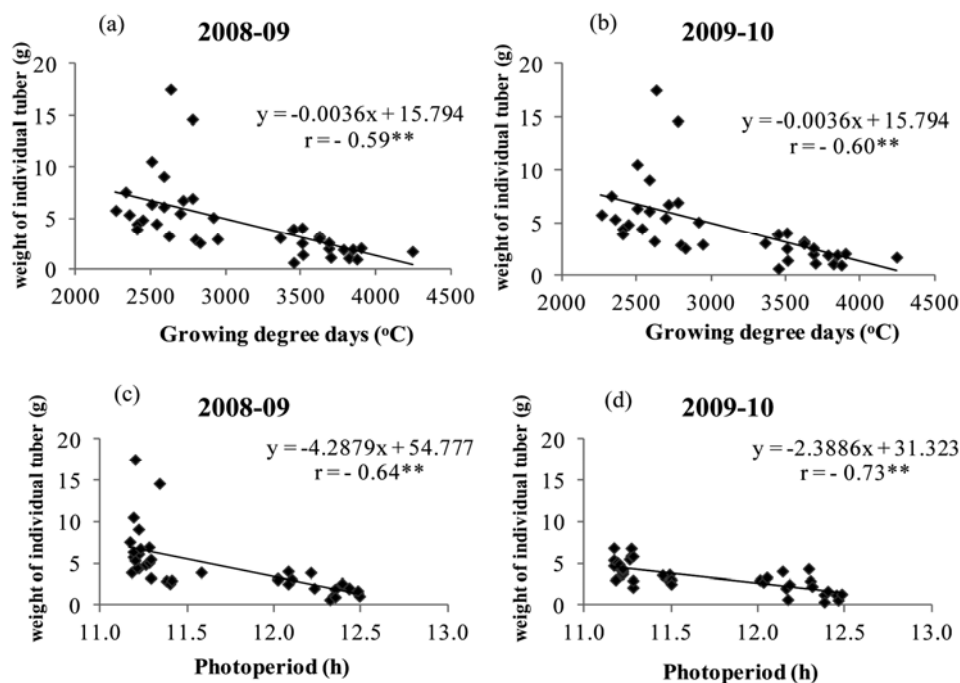 (a)
2008-09
weight of individual tuber (g)
20
15
10
5
0
y = -0.0036x + 15.794
r = - 0.59**
2000 2500 3000 3500 4000 4500
Growing degree days (°C)
(b)
2009-10
weight of individual tuber (g)
20
15
10
5
0
y = -0.0036x + 15.794
r = - 0.60**
2000 2500 3000 3500 4000 4500
Growing degree days (°C)
(c)
2008-09
weight of individual tuber (g)
20
15
10
5
0
y = -4.2879x + 54.777
r = - 0.64**
11.0 11.5 12.0 12.5 13.0
Photoperiod (h)
(d)
2009-10
weight of individual tuber (g)
20
15
10
5
0
y = -2.3886x + 31.323
r = - 0.73**
11.0 11.5 12.0 12.5 13.0
Photoperiod (h)